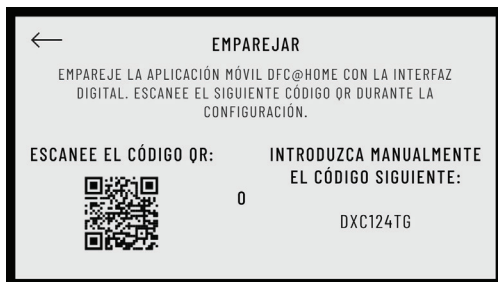 EMPAREJAR
EMPAREJE LA APLICACIÓN MÓVIL DFC@HOME CON LA INTERFAZ
DIGITAL. ESCANEE EL SIGUIENTE CÓDIGO QR DURANTE LA
CONFIGURACIÓN.
ESCANEE EL CÓDIGO QR:
O
INTRODUZCA MANUALMENTE
EL CÓDIGO SIGUIENTE:
DXC124TG